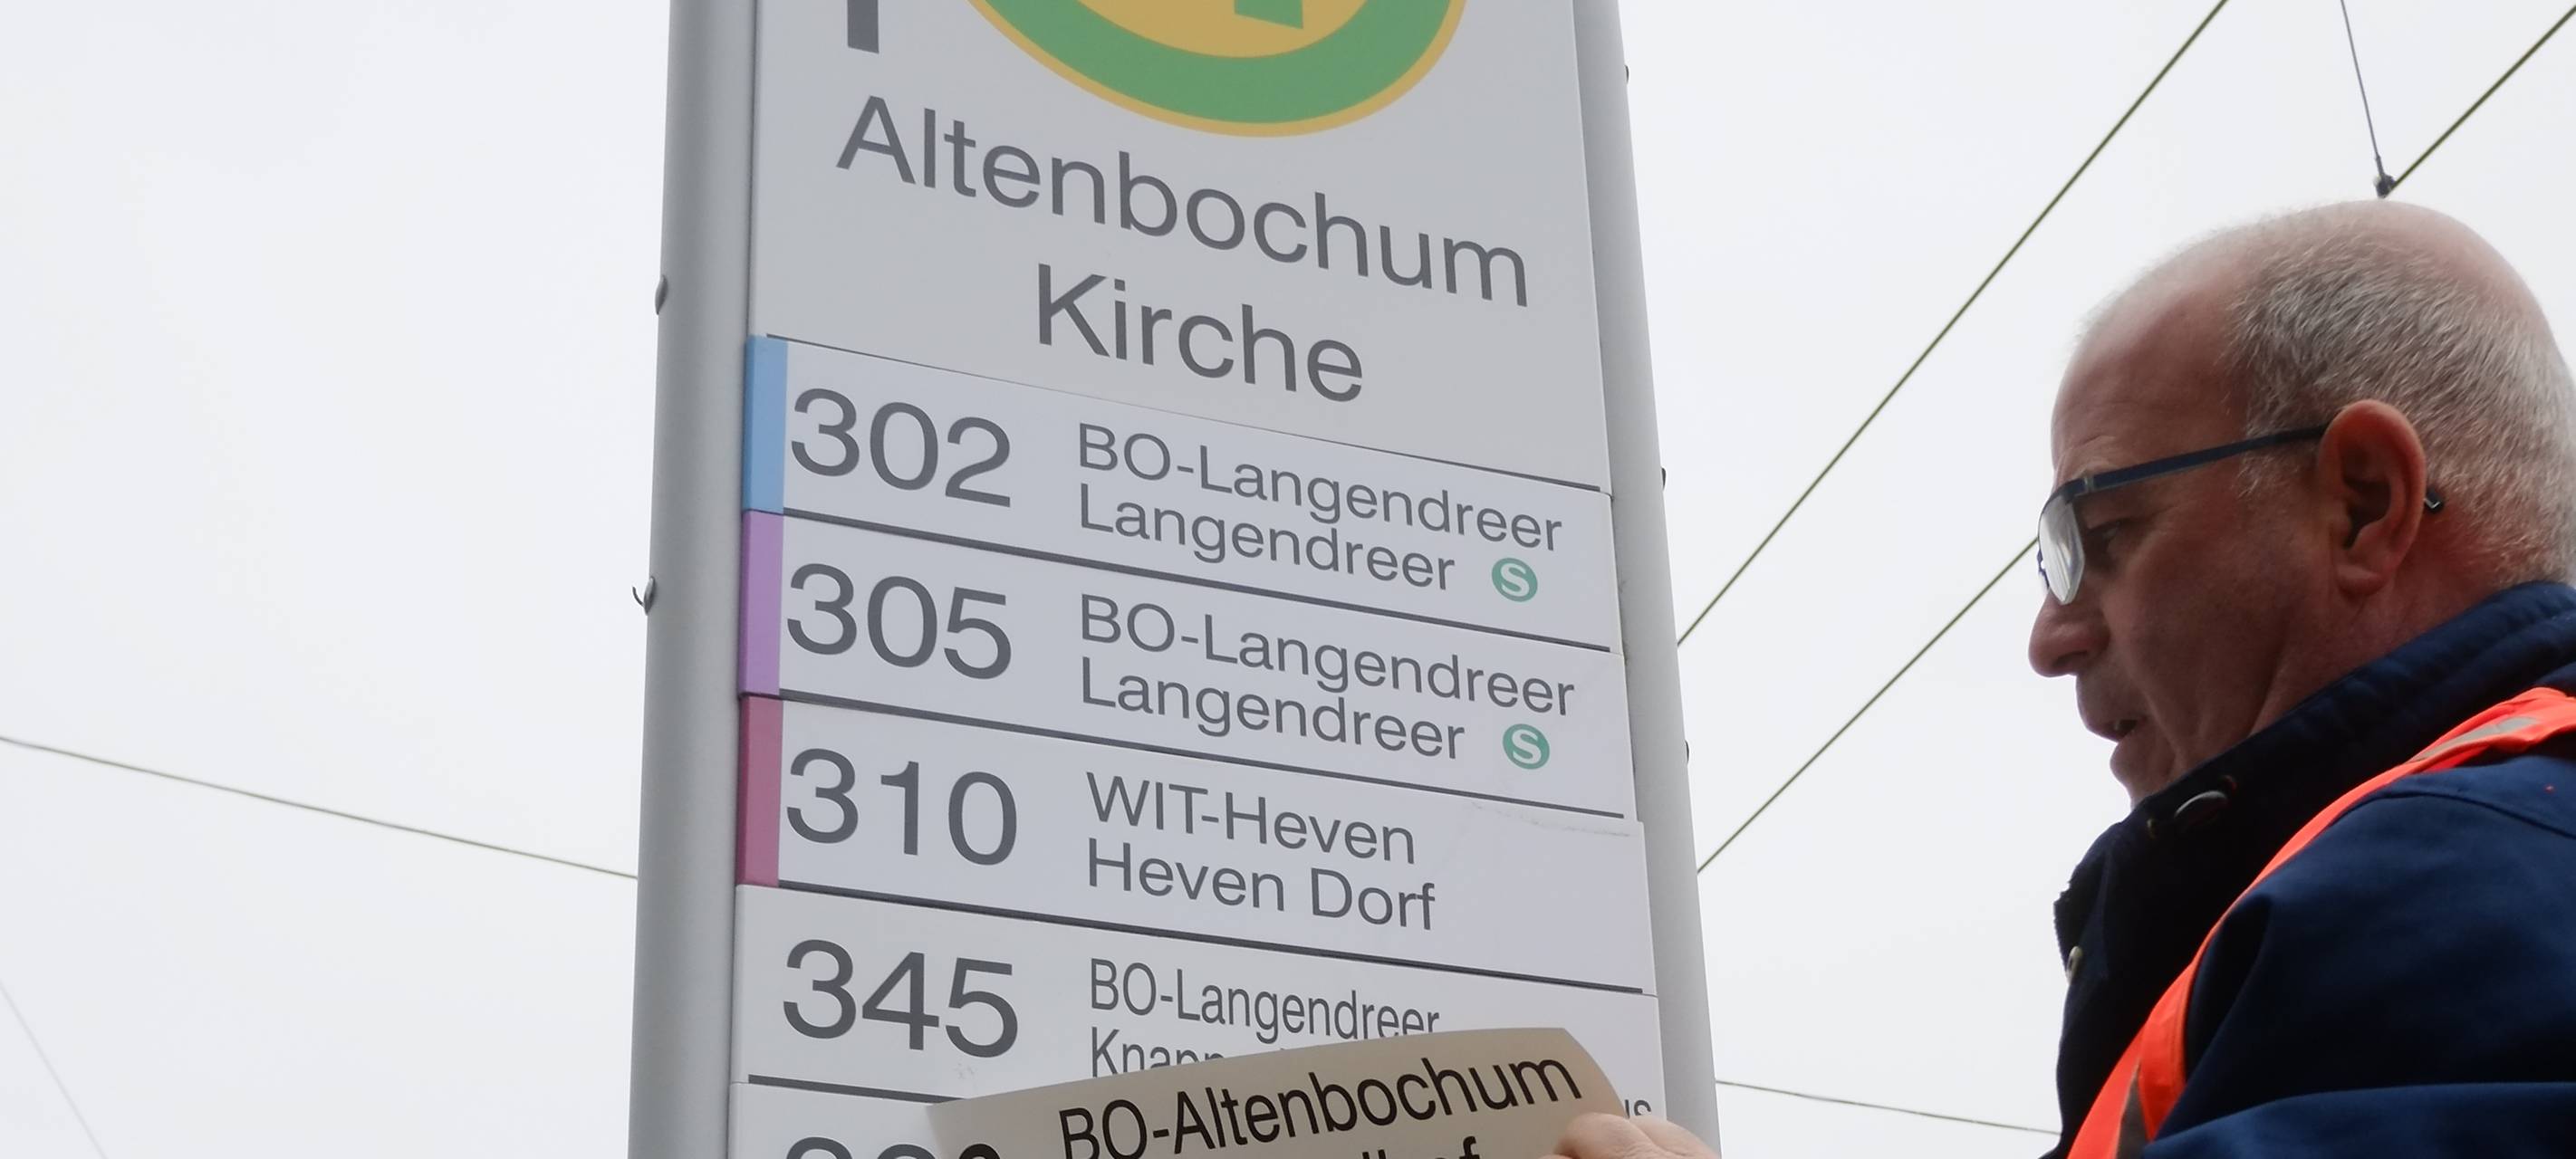 Altenbochum
Kirche
302 BO-Langendreer
Langendreer S
305 BO-Langendreer
Langendreer S
310 WIT-Heven
Heven Dorf
345 BO-Langendreer
BO-Altenbochum